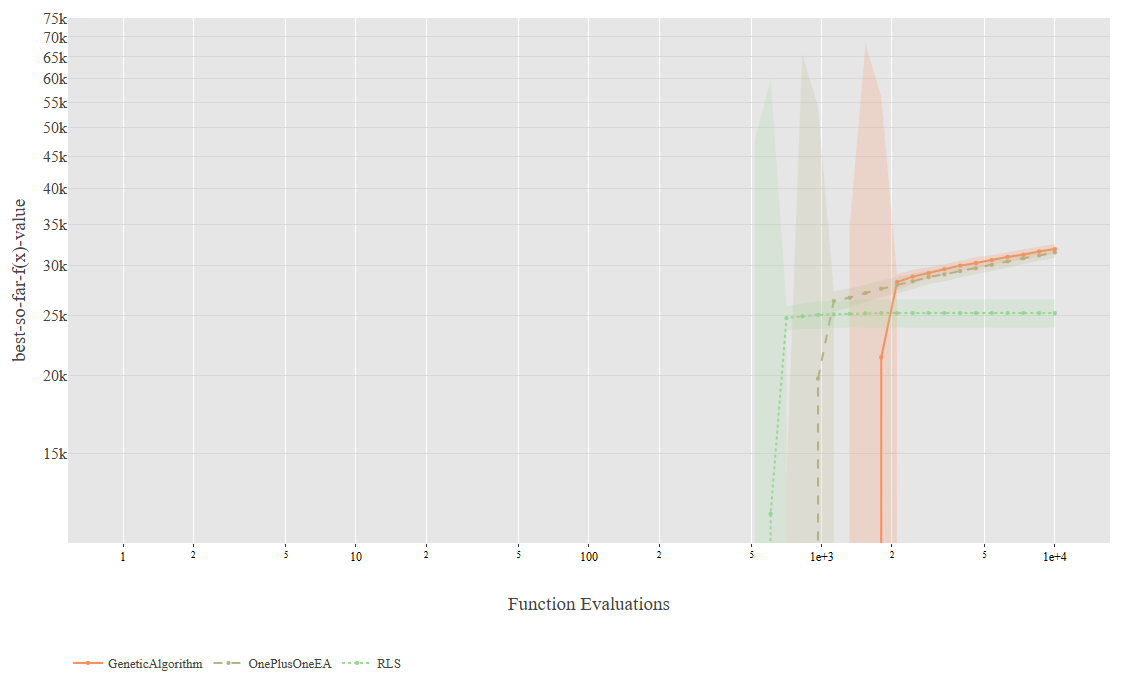 75k
70k
65k
60k
55k
50k
45k
40k
35k
30k
25k
20k
15k
best-so-far-f(x)-value
1 2 5 10 2 5 100 2 5 1e+3 2 5 1e+4
Function Evaluations
GeneticAlgorithm OnePlusOneEA RLS